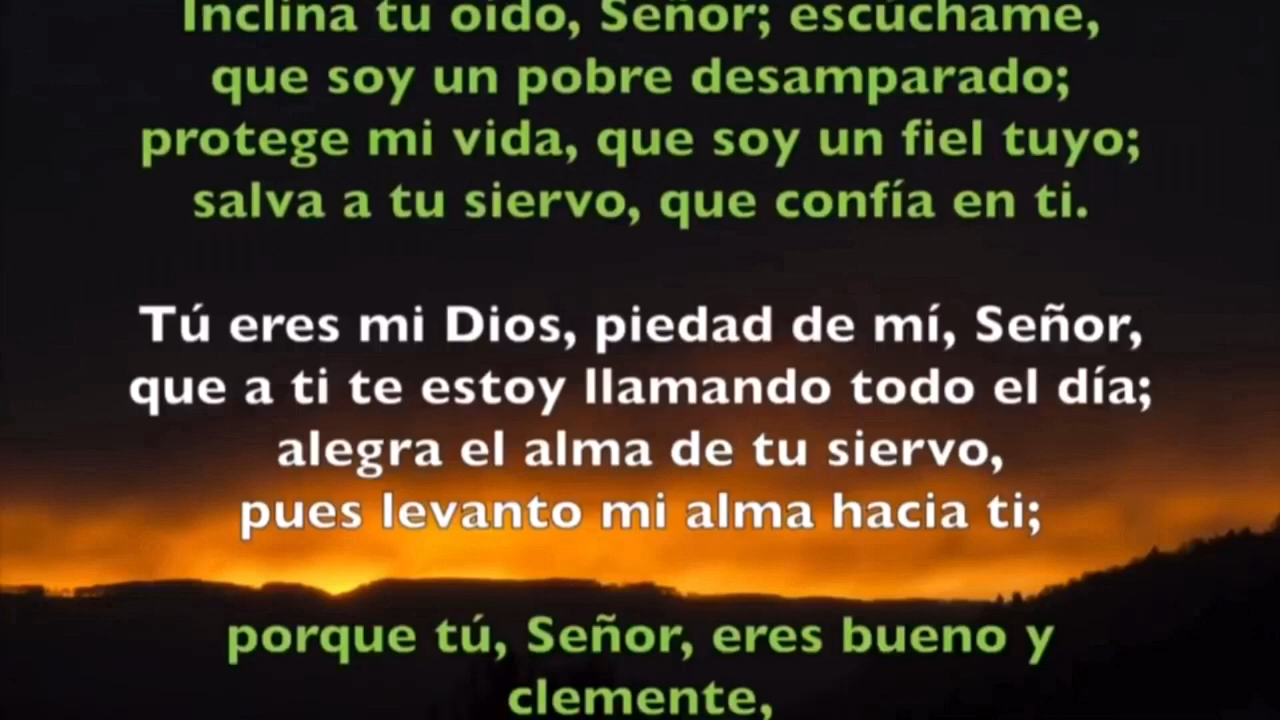 Inclina tu oído, Señor; escúchame,
que soy un pobre desamparado;
protege mi vida, que soy un fiel tuyo;
salva a tu siervo, que confía en ti.
Tú eres mi Dios, piedad de mí, Señor,
que a ti te estoy llamando todo el día;
alegra el alma de tu siervo,
pues levanto mi alma hacia ti;
porque tú, Señor, eres bueno y
clemente,